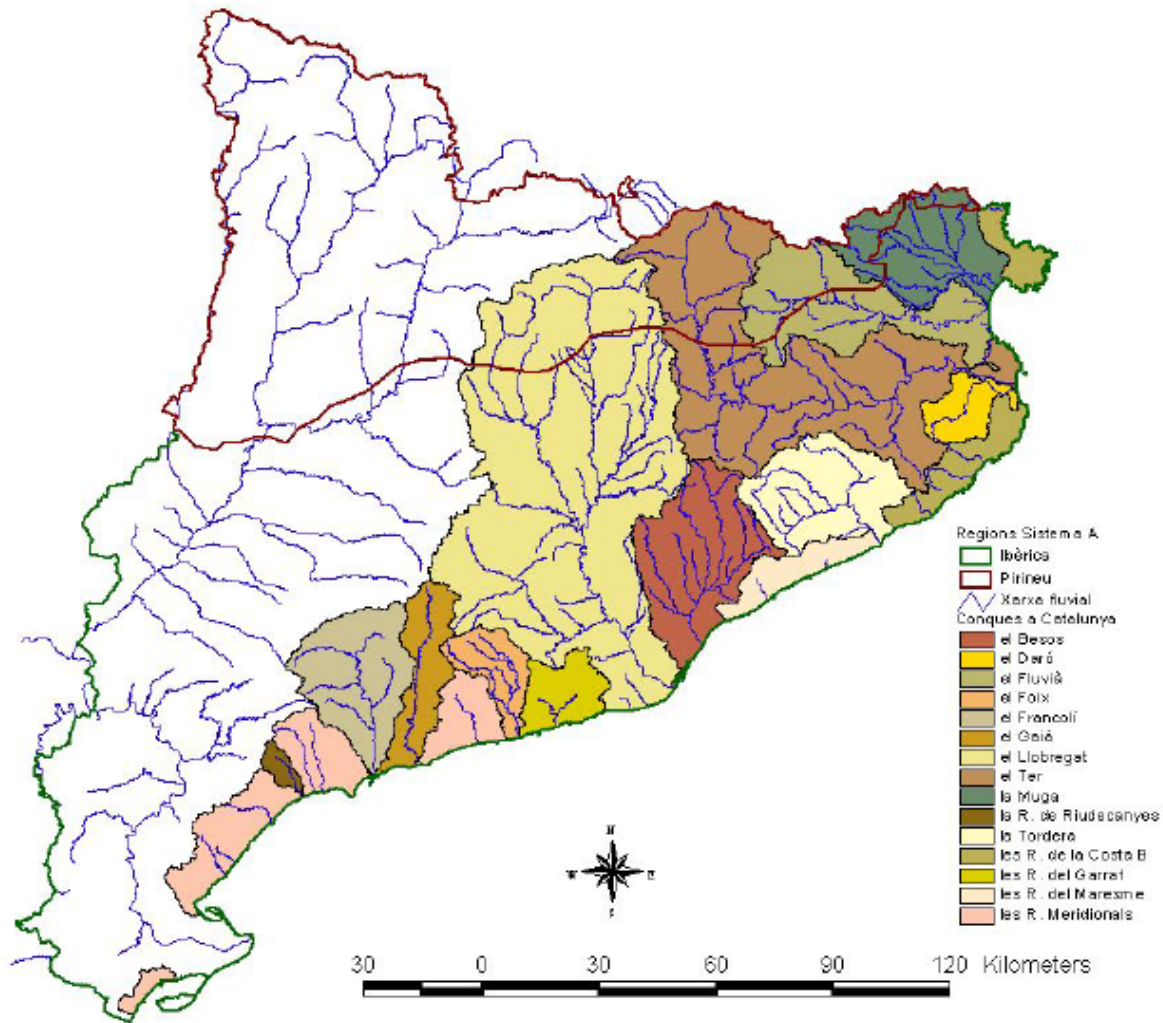 Regions Sistema A
Ibèrica
Pirineu
Xarxa fluvial
Conques a Catalunya
el Besos
el Daró
el Fluvià
el Foix
el Francolí
el Gaià
el Llobregat
el Ter
la Muga
la R. de Riudecanyes
la Tordera
les R. de la Costa B
les R. del Garraf
les R. del Maresme
les R. Meridionals
N
W
E
S
30 0 30 60 90 120 Kilometers